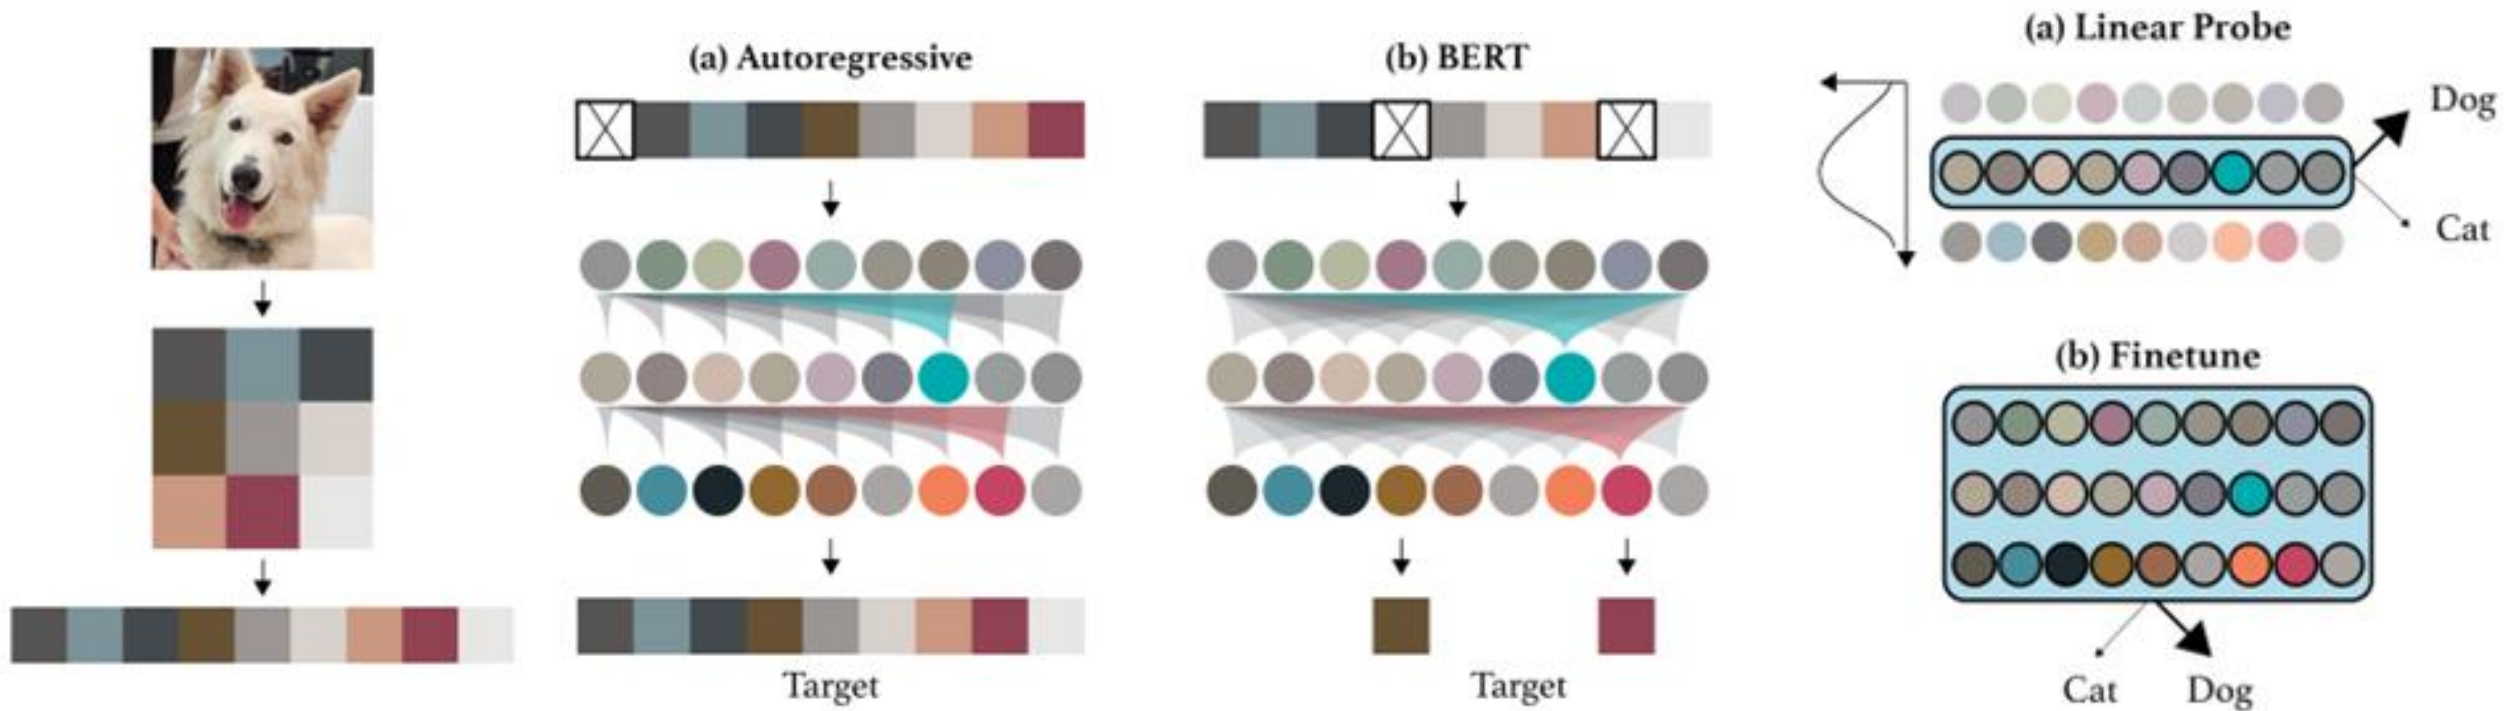 (a) Autoregressive
Target
(b) BERT
Target
(a) Linear Probe
Dog
Cat
(b) Finetune
Cat
Dog